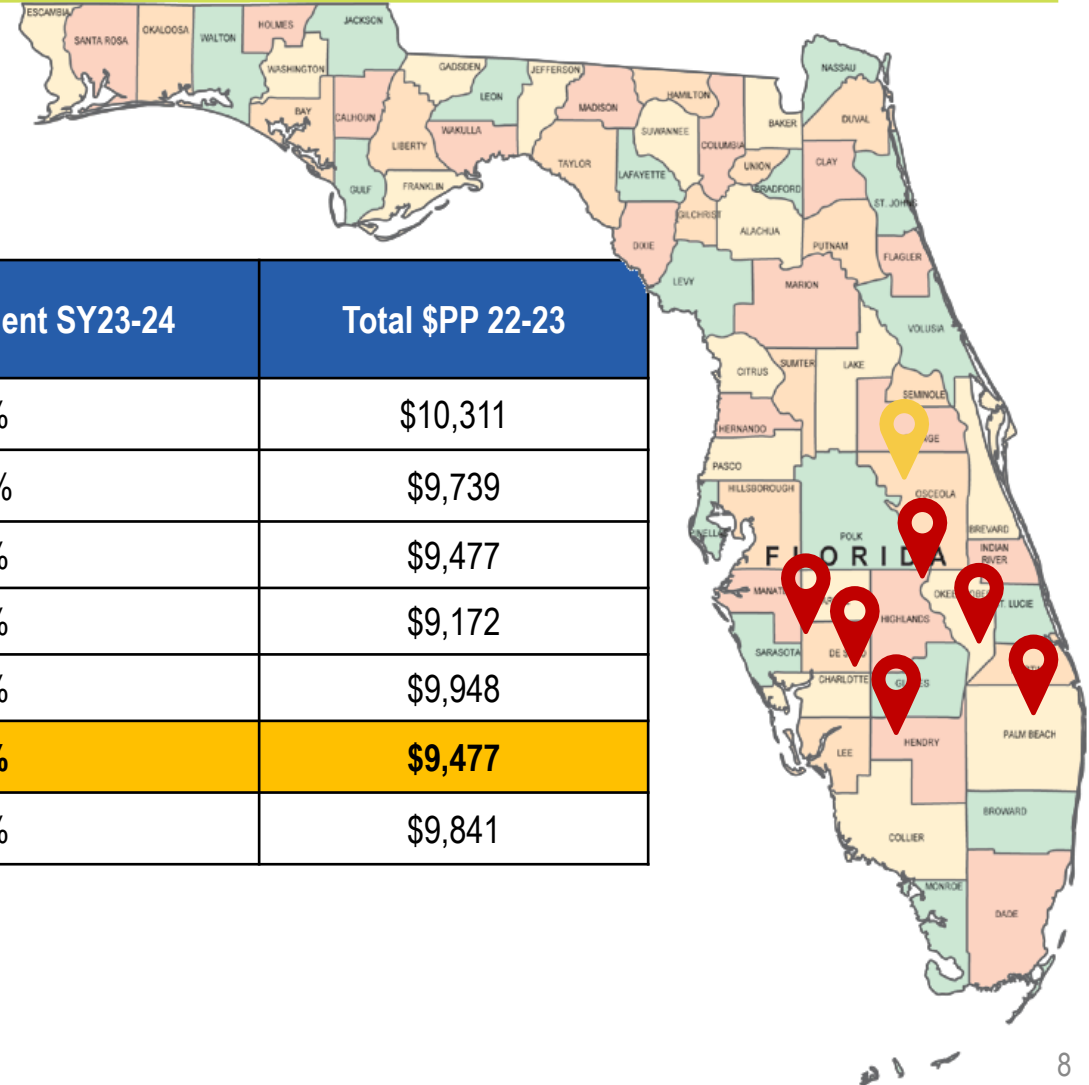 ESCAMBIA
SANTA ROSA
OKALOOSA
WALTON
HOLMES
JACKSON
WASHINGTON
BAY
CALHOUN
GULF
LIBERTY
FRANKLIN
GADSDEN
LEON
WAKULLA
JEFFERSON
MADISON
TAYLOR
HAMILTON
SUWANNEE
LAFAYETTE
COLUMBIA
DIXIE
GILCHRIST
UNION
BRADFORD
BAKER
NASSAU
DUVAL
CLAY
ST. JOHNS
ALACHUA
PUTNAM
FLAGLER
LEVY
MARION
VOLUSIA
CITRUS
SUMTER
LAKE
SEMINOLE
HERNANDO
NGE
PASCO
HILLSBOROUGH
OSCEOLA
POLK
BREVARD
FLORIDA
INDIAN
RIVER
MANAT
HIGHLANDS
T. LUCIE
SARASOTA
CHARLOTTE
LEE
HENDRY
PALM BEACH
COLLIER
BROWARD
MONROE
DADE
ent SY23-24 Total $PP 22-23
% $10,311
% $9,739
% $9,477
% $9,172
% $9,948
% $9,477
% $9,841
8